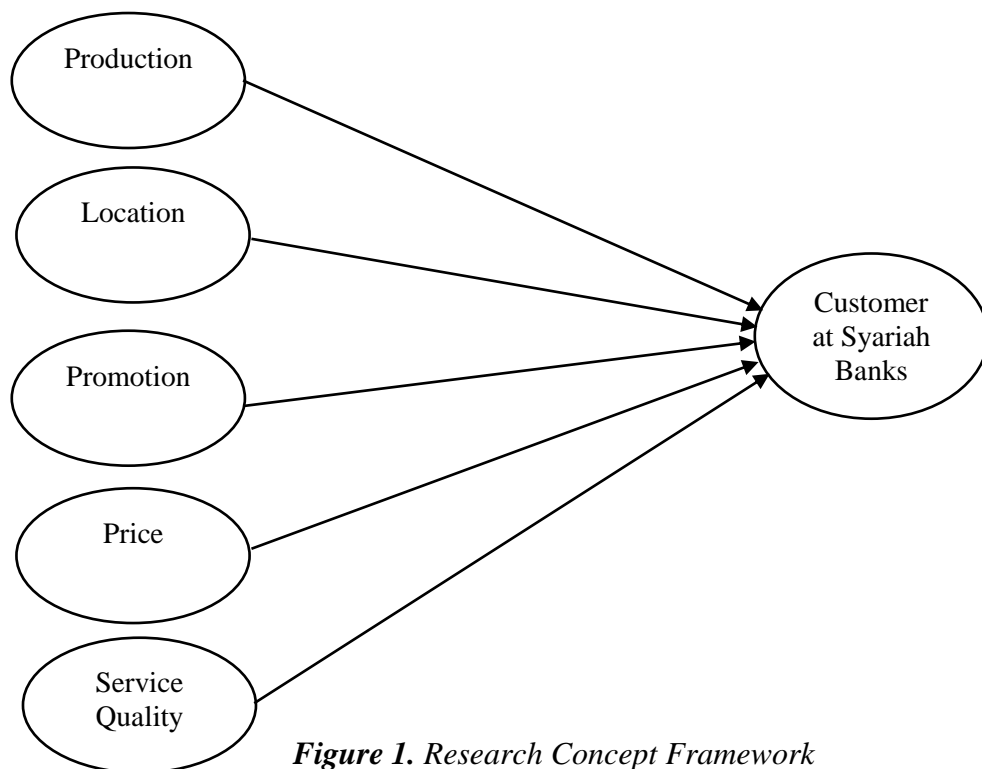 Production
Location
Promotion
Price
Service
Quality
Customer
at Syariah
Banks
Figure 1. Research Concept Framework